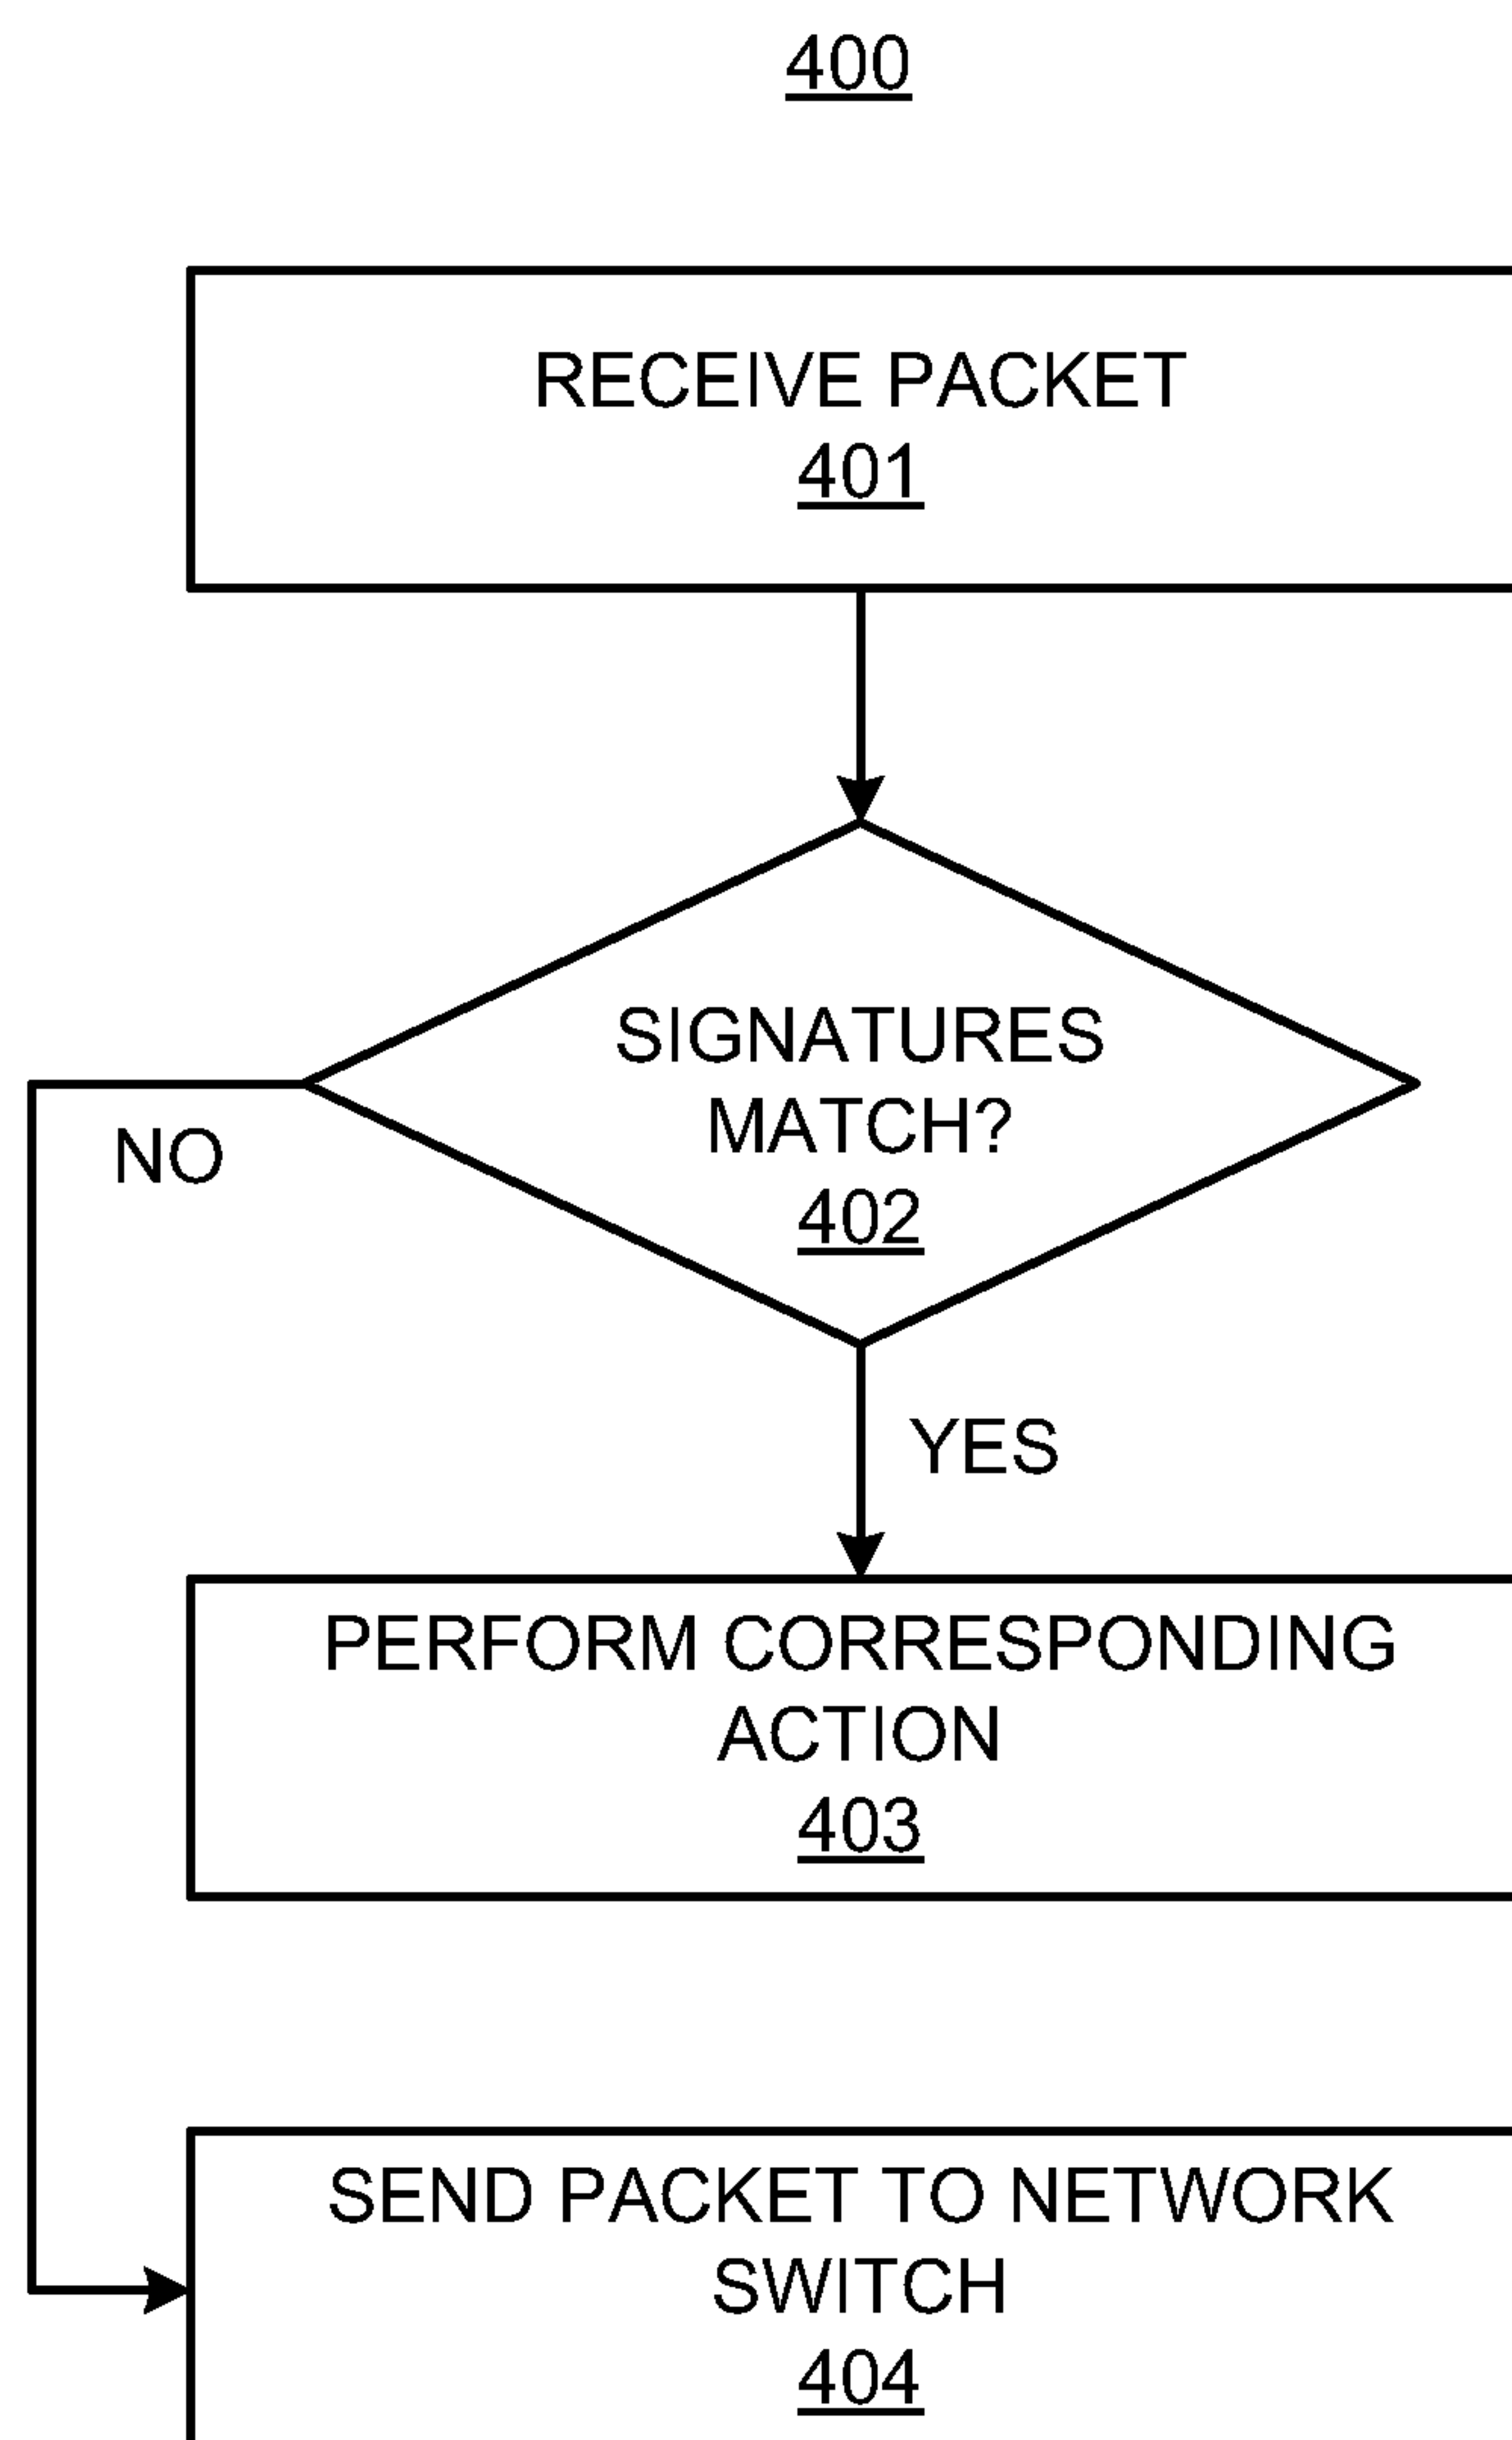 400
RECEIVE PACKET
401
SIGNATURES
MATCH?
402
NO
YES
PERFORM CORRESPONDING
ACTION
403
SEND PACKET TO NETWORK
SWITCH
404